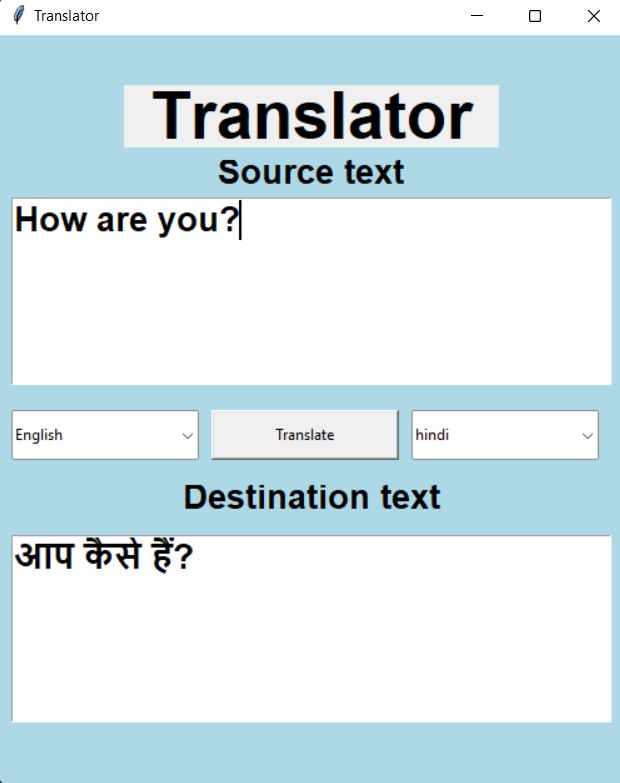 Translator
Translator
Source text
How are you?
English
Translate
hindi
Destination text
आप कैसे हैं?